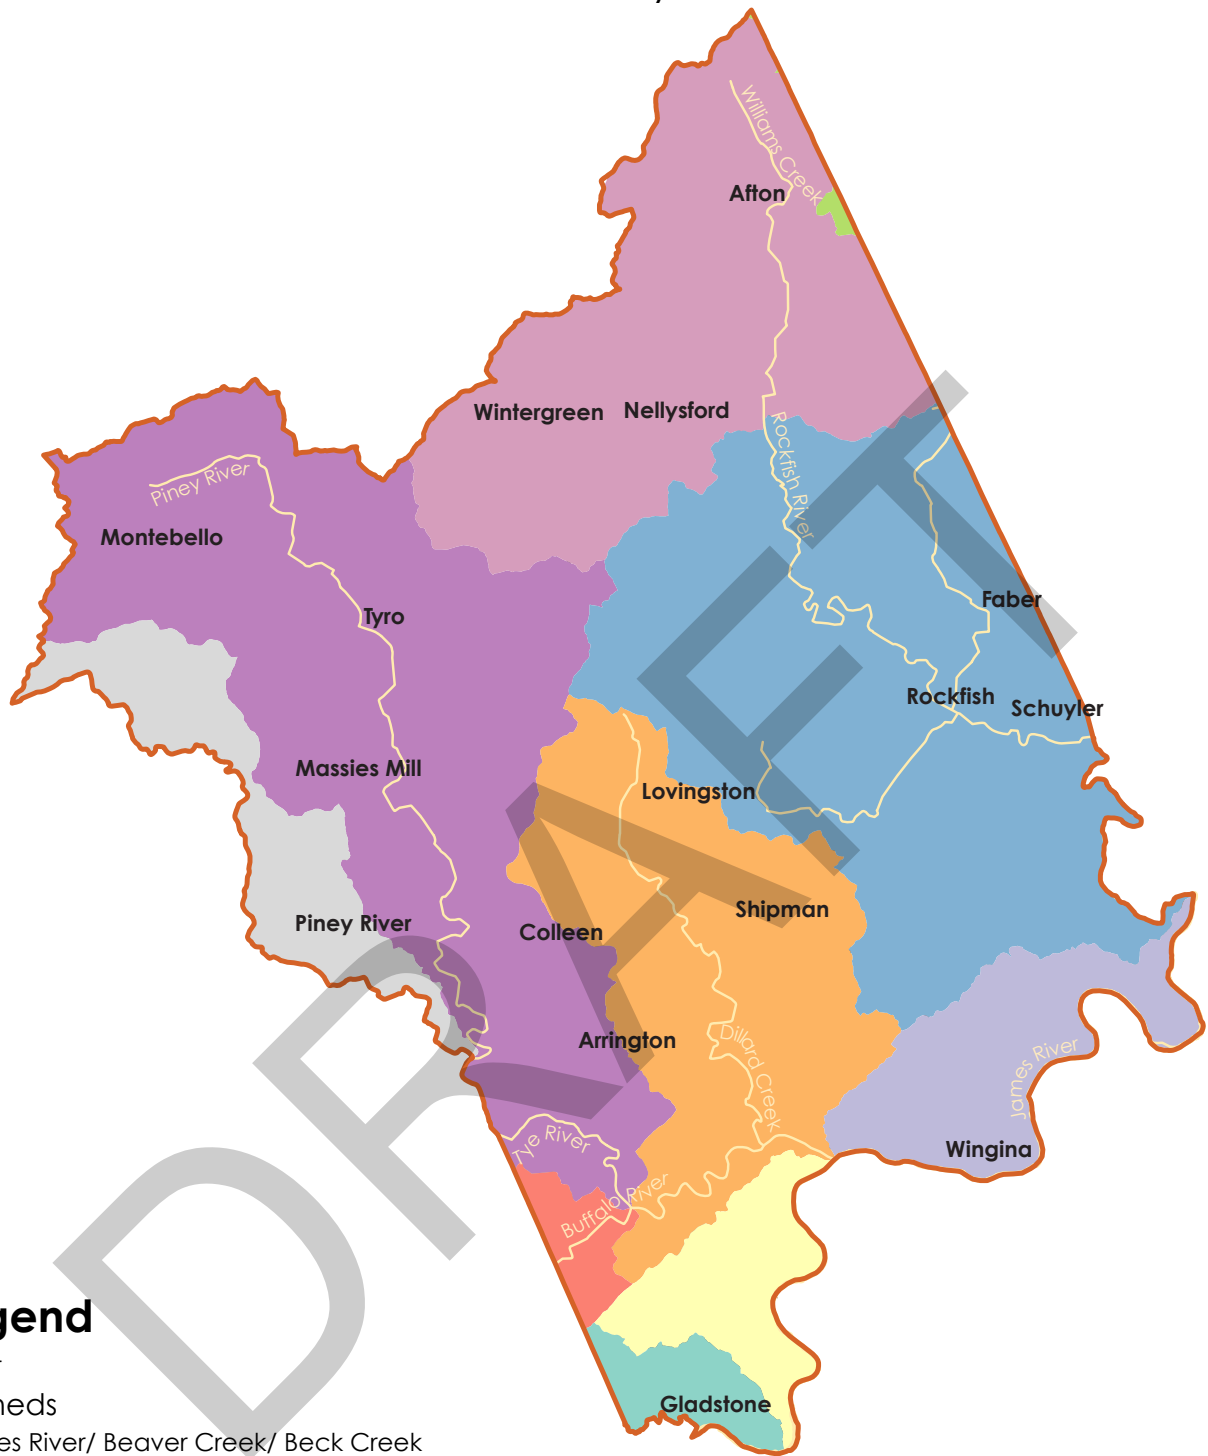 Williams Creek
Afton
Wintergreen
Nellysford
Rockfish River
Piney River
Montebello
Faber
Tyro
Rockfish
Schuyler
Massies Mill
Lovingston
Shipman
Piney River
Colleen
Arrington
Dillard Creek
James River
Tye River
Wingina
Buffalo River
Gladstone
DRAFT
gend
heds
es River/ Beaver Creek/ Beck Creek